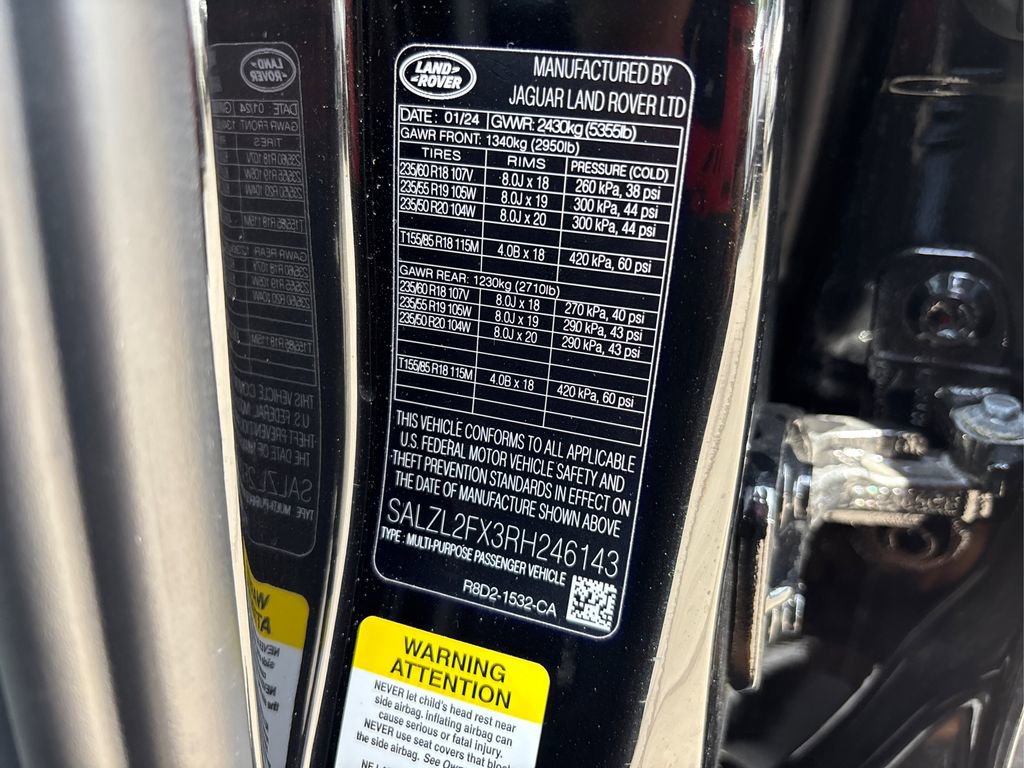 LAND ROVER
MANUFACTURED BY
JAGUAR LAND ROVER LTD
DATE: 01/24 GVWR: 2430kg (5355lb)
GAWR FRONT: 1340kg (2950lb)
TIRES RIMS PRESSURE (COLD)
235/60 R18 107V 8.0J x 18 260 kPa, 38 psi
235/55 R19 105W 8.0J x 19 300 kPa, 44 psi
235/50 R20 104W 8.0J x 20 300 kPa, 44 psi
T155/85 R18 115M 4.0B x 18 420 kPa, 60 psi
GAWR REAR: 1230kg (2710lb)
235/60 R18 107V 8.0J x 18 270 kPa, 40 psi
235/55 R19 105W 8.0J x 19 290 kPa, 43 psi
235/50 R20 104W 8.0J x 20 290 kPa, 43 psi
T155/85 R18 115M 4.0B x 18 420 kPa, 60 psi
THIS VEHICLE CONFORMS TO ALL APPLICABLE
U.S. FEDERAL MOTOR VEHICLE SAFETY AND
THEFT PREVENTION STANDARDS IN EFFECT ON
THE DATE OF MANUFACTURE SHOWN ABOVE
SALZL2FX3RH246143
TYPE: MULTI-PURPOSE PASSENGER VEHICLE
R8D2-1532-CA
WARNING
ATTENTION
NEVER let child's head rest near
side airbag. inflating airbag can
cause serious or fatal injury.
NEVER use seat covers that block
the side airbag. See